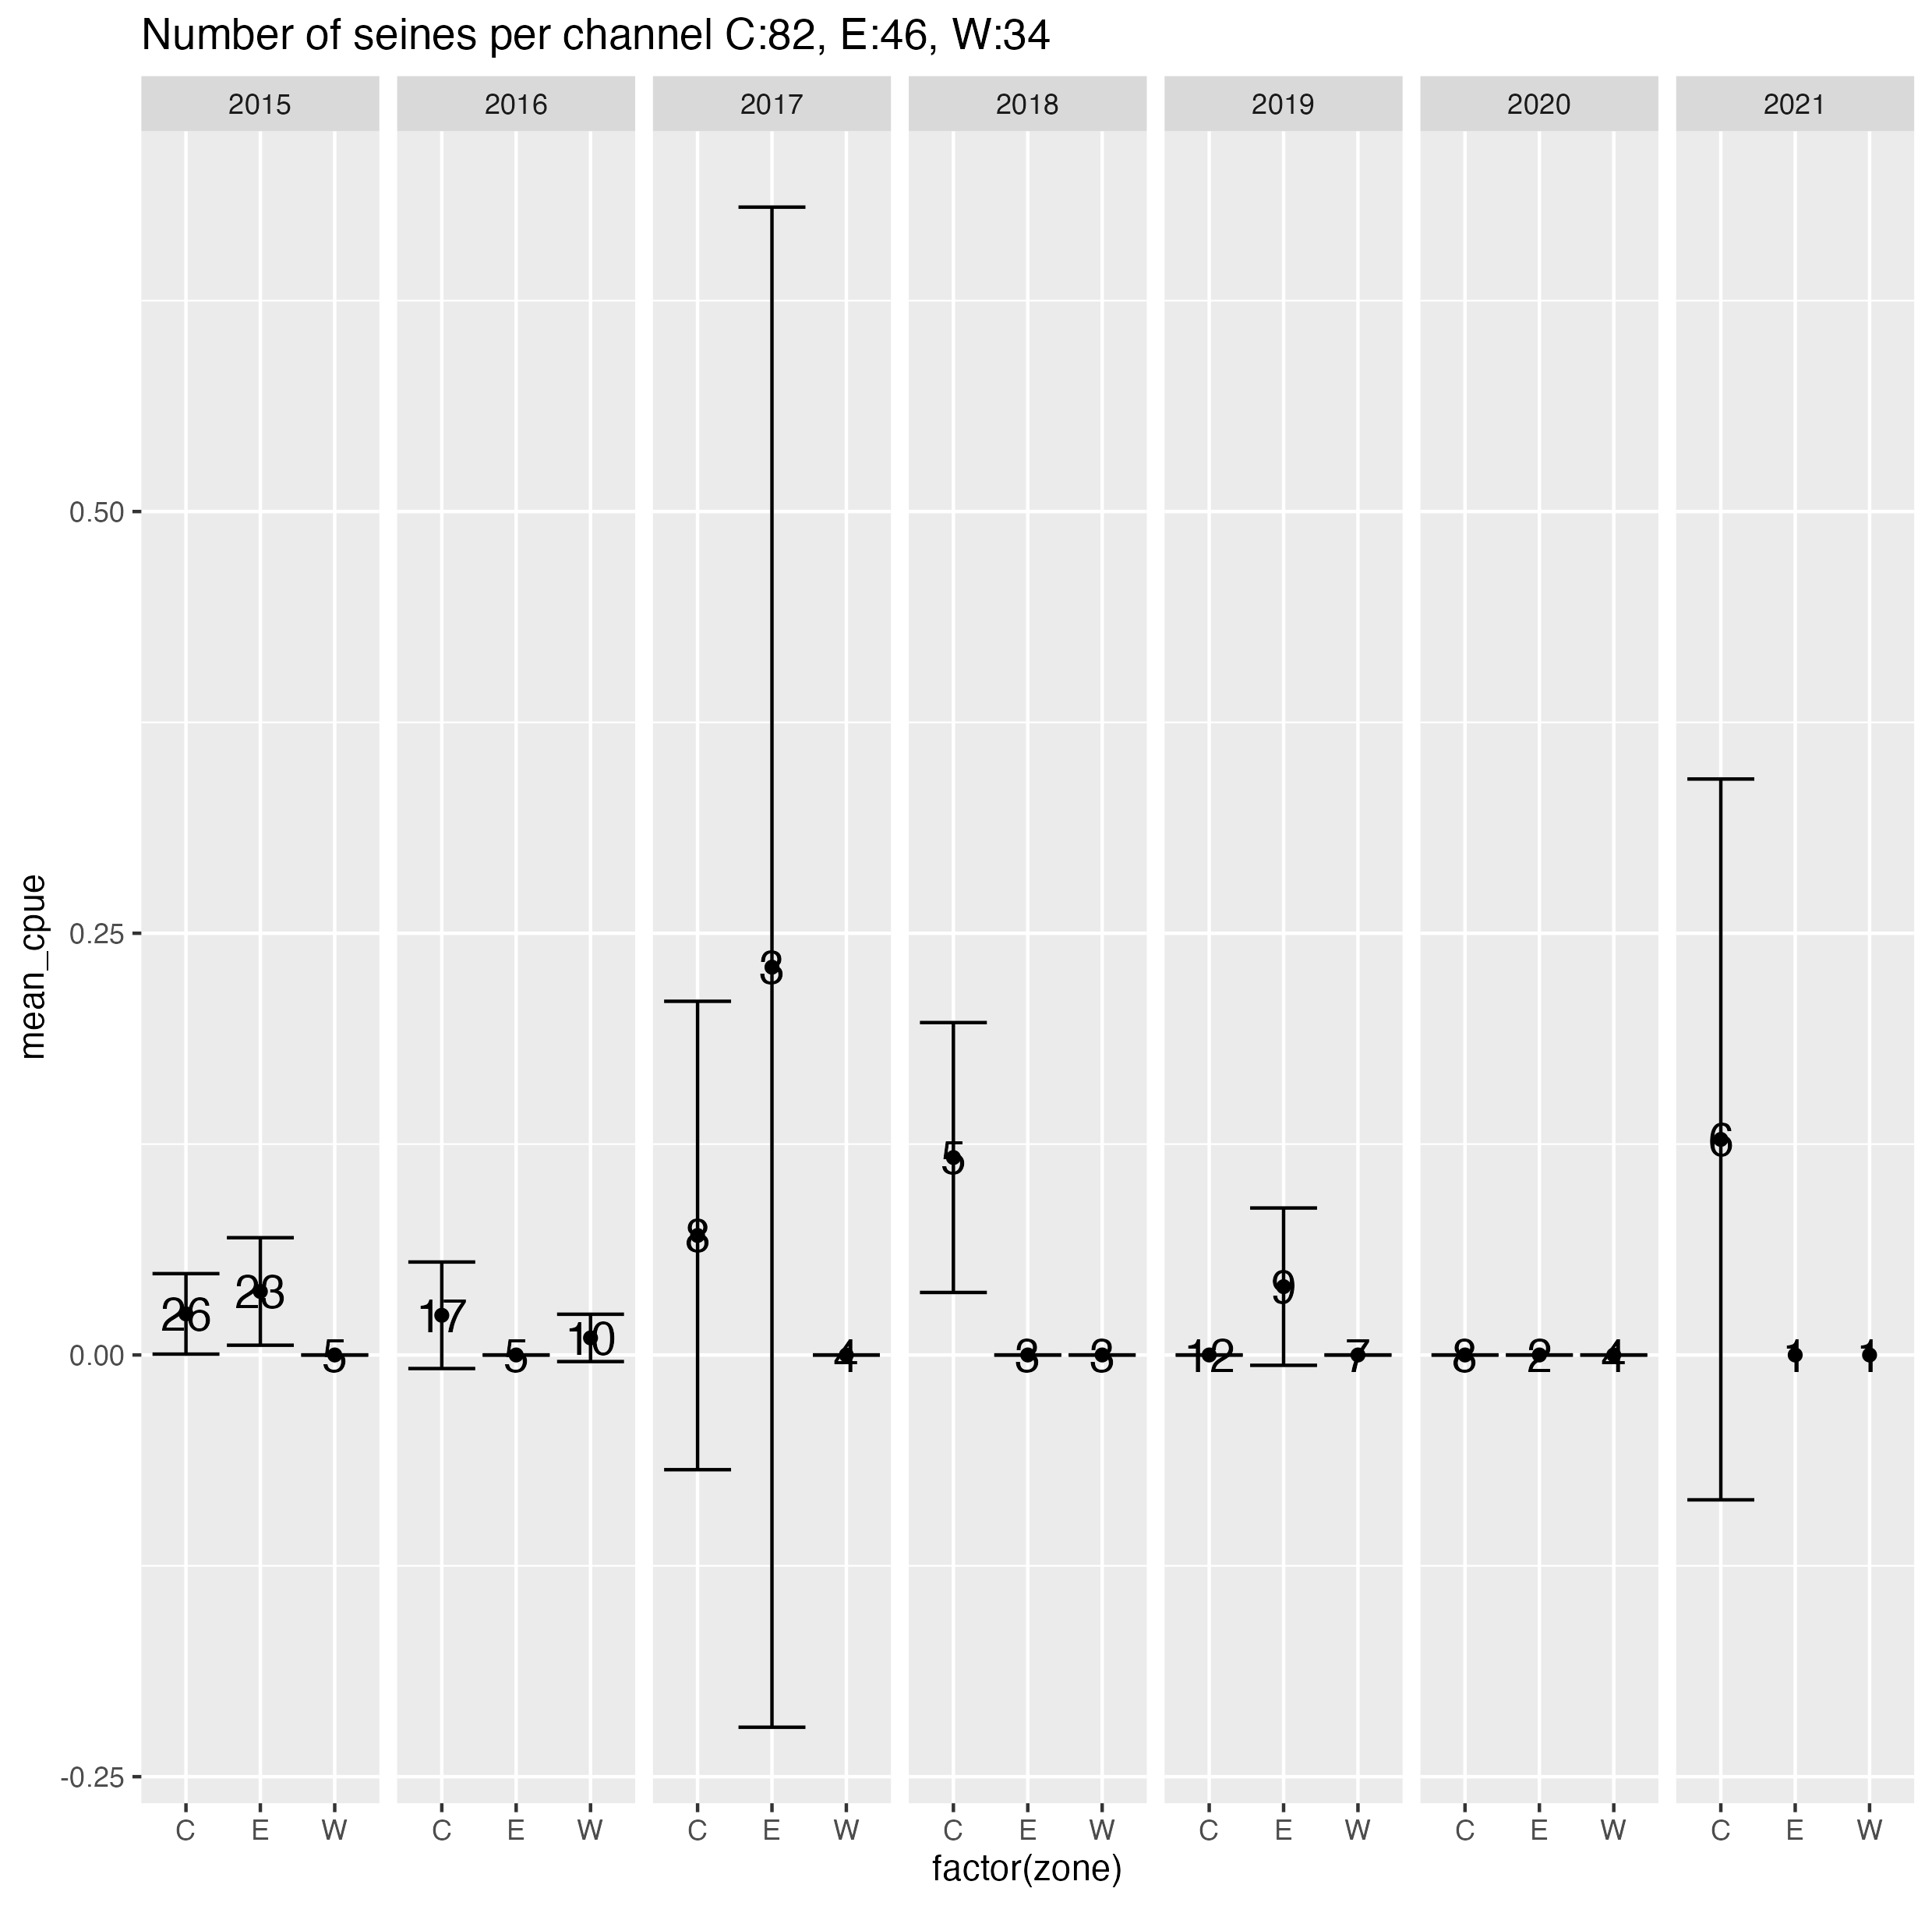 Number of seines per channel C:82, E:46, W:34
2015 2016 2017 2018 2019 2020 2021
mean_cpue
0.50
0.25
0.00
-0.25
26 23 5 17 5 10 8 3 4 5 3 3 12 9 7 8 2 4 6 1 1
C E W C E W C E W C E W C E W C E W C E W
factor(zone)